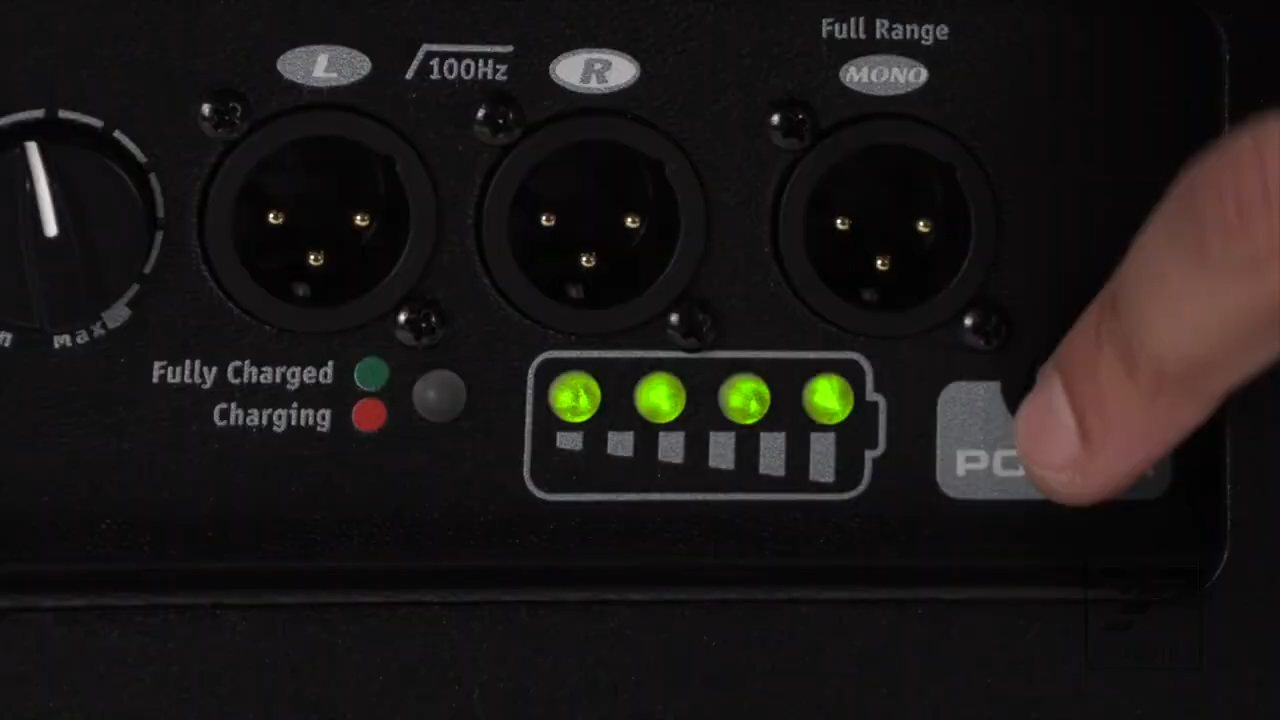 Full Range
L
100Hz
R
MONO
max
Fully Charged
Charging